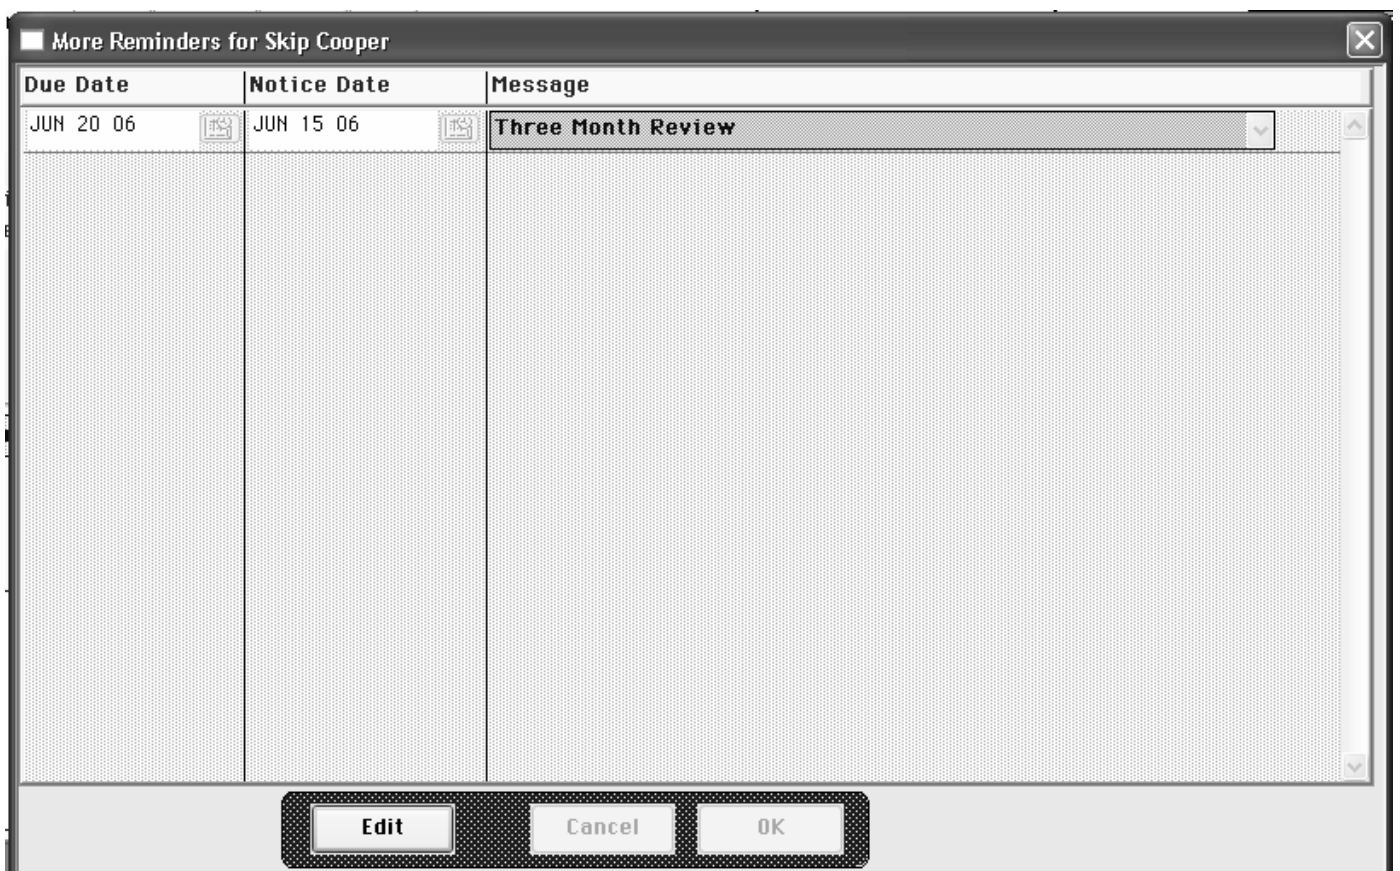 More Reminders for Skip Cooper
Due Date Notice Date Message
JUN 20 06 JUN 15 06 Three Month Review
Edit Cancel OK